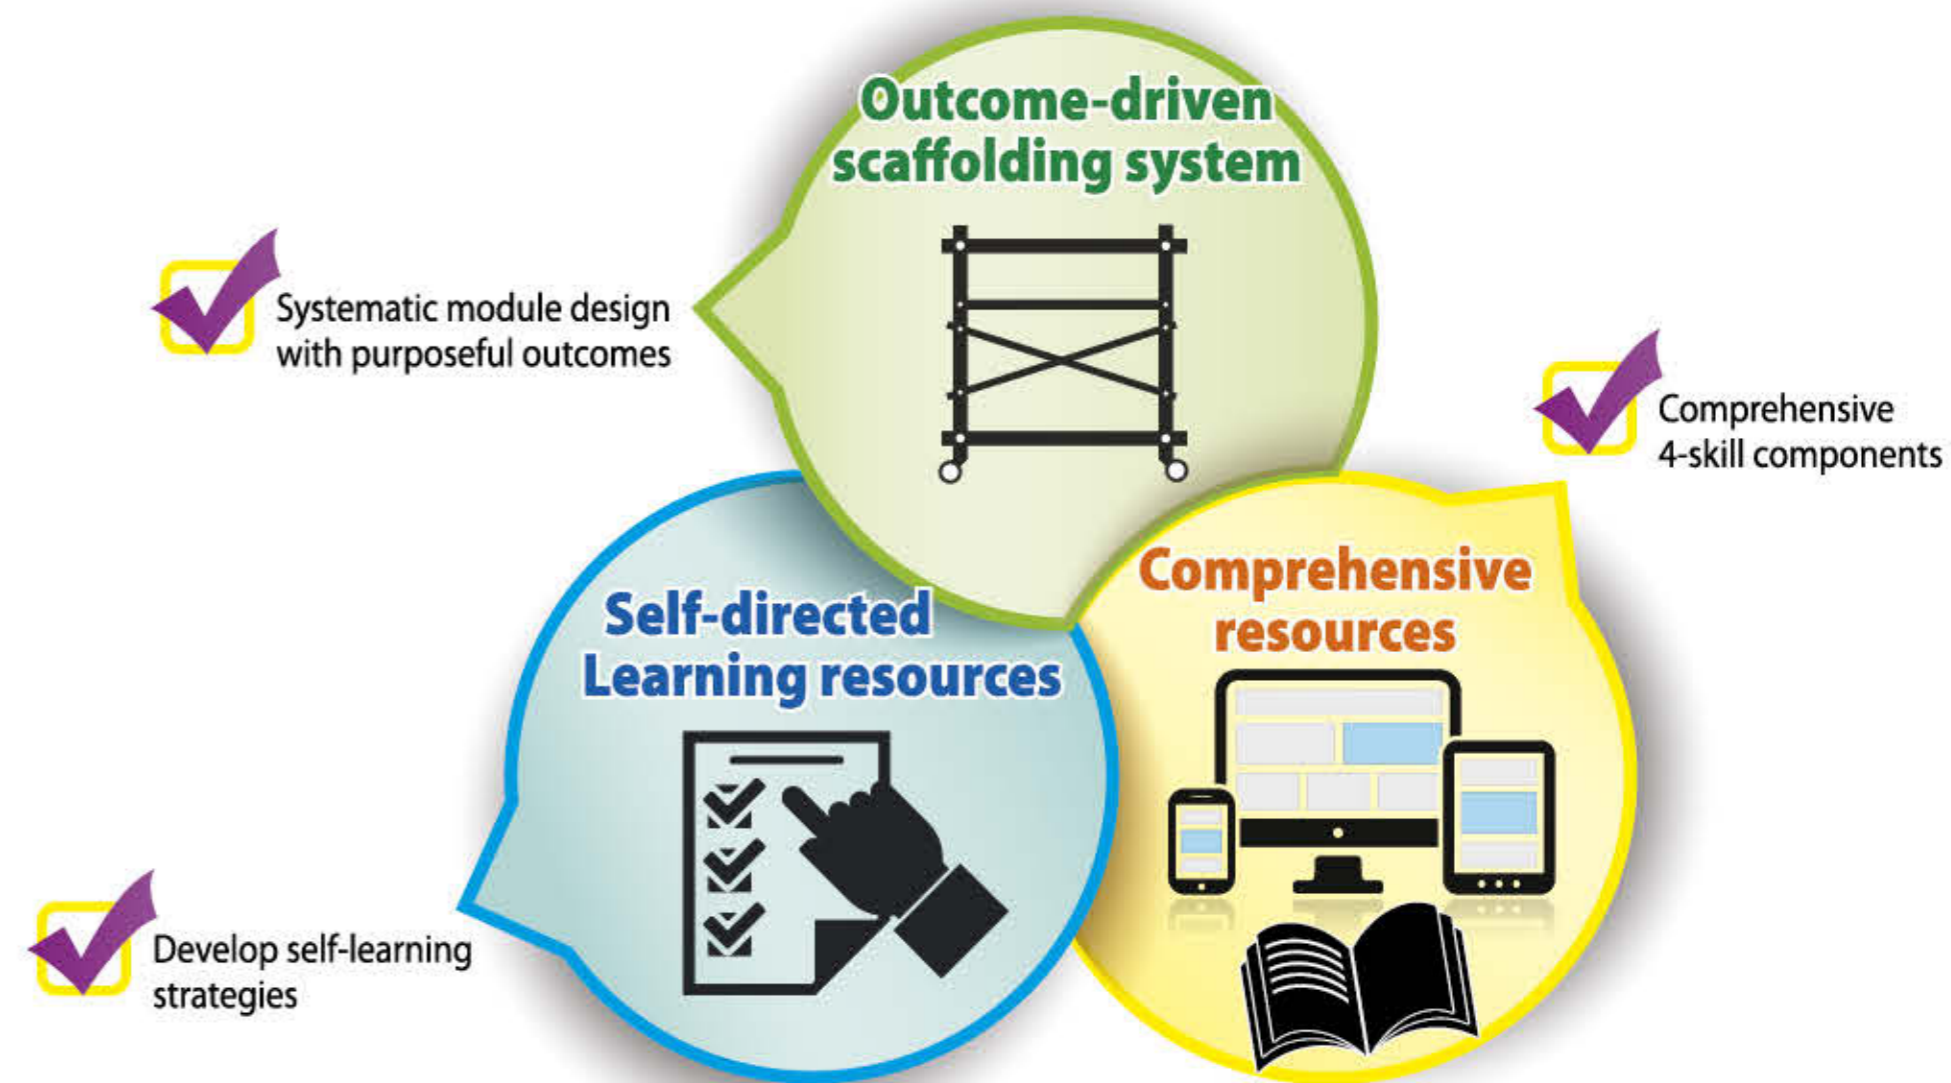 Outcome-driven
scaffolding system
Systematic module design
with purposeful outcomes
Comprehensive
4-skill components
Comprehensive
resources
Self-directed
Learning resources
Develop self-learning
strategies